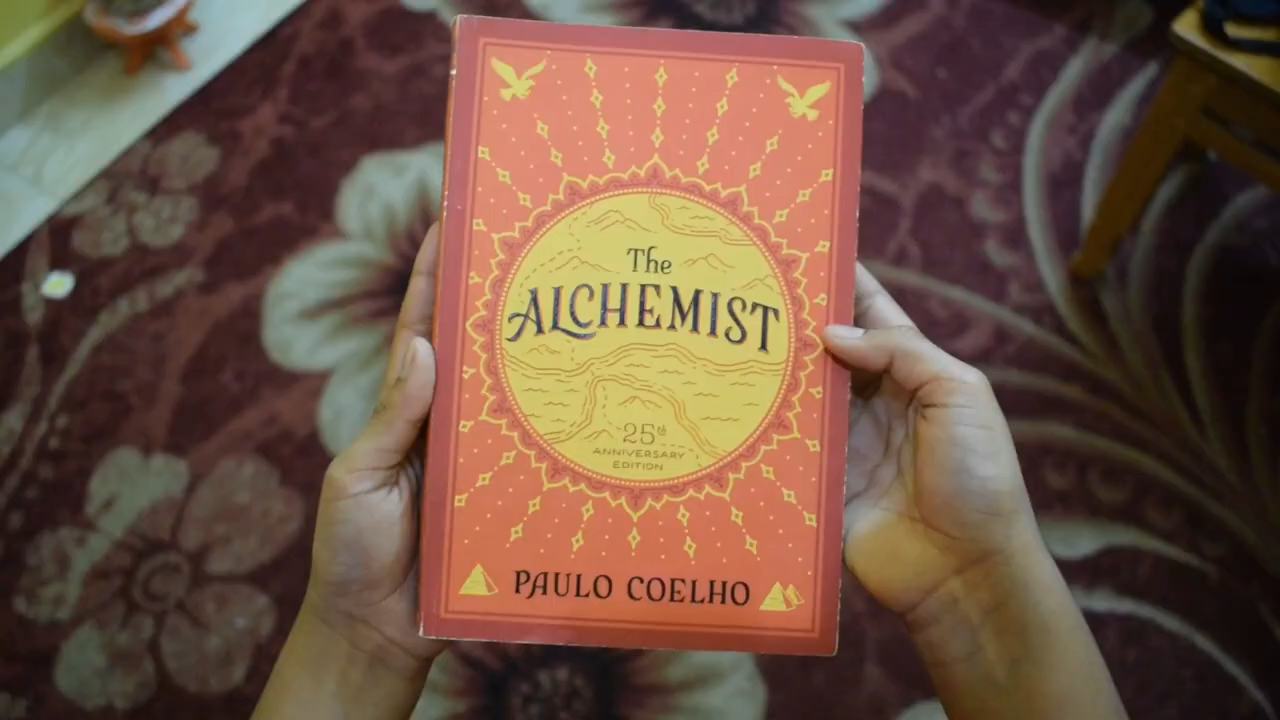 The
ALCHEMIST
25th
ANNIVERSARY
EDITION
PAULO COELHO